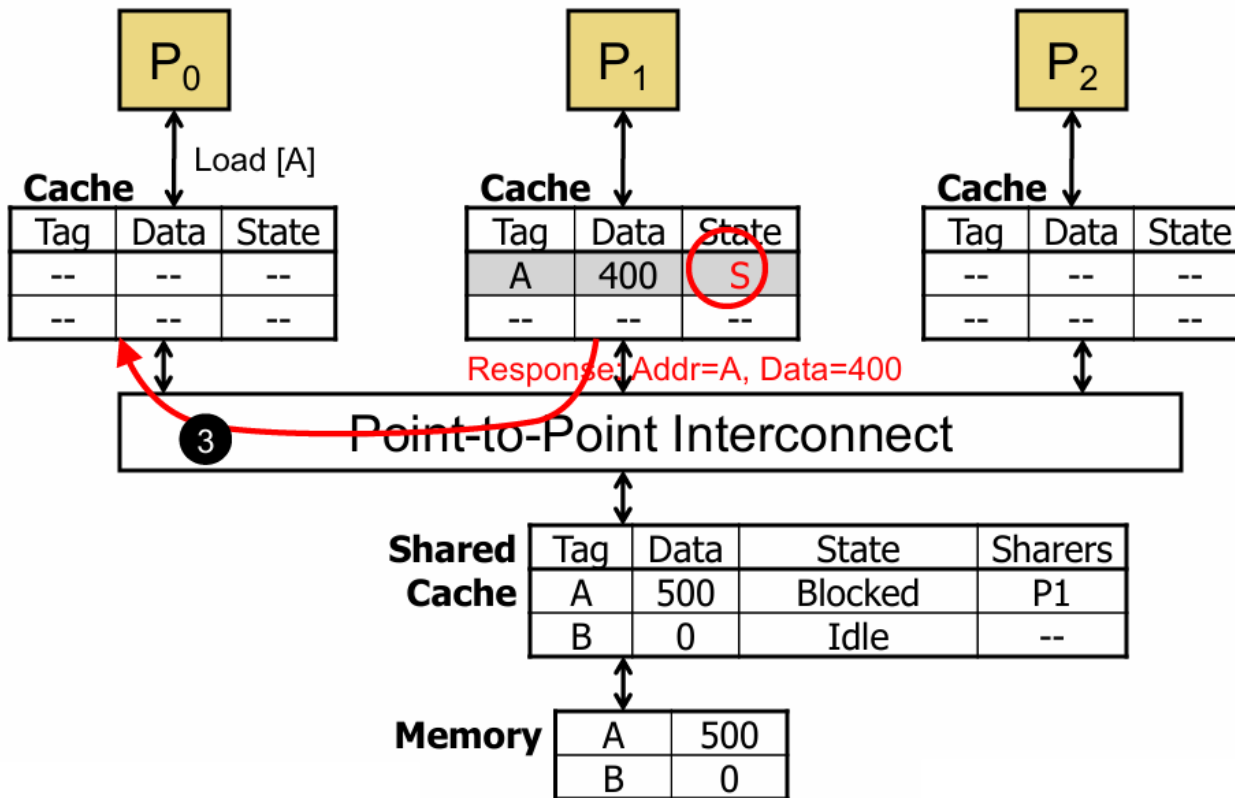 P0 P1 P2
Load [A]
Cache Cache Cache
Tag Data State Tag Data State Tag Data State
-- -- -- A 400 S -- -- --
-- -- -- -- -- -- -- -- --
Response: Addr=A, Data=400
3 Point-to-Point Interconnect
Shared Tag Data State Sharers
Cache A 500 Blocked P1
B 0 Idle --
Memory A 500
B 0